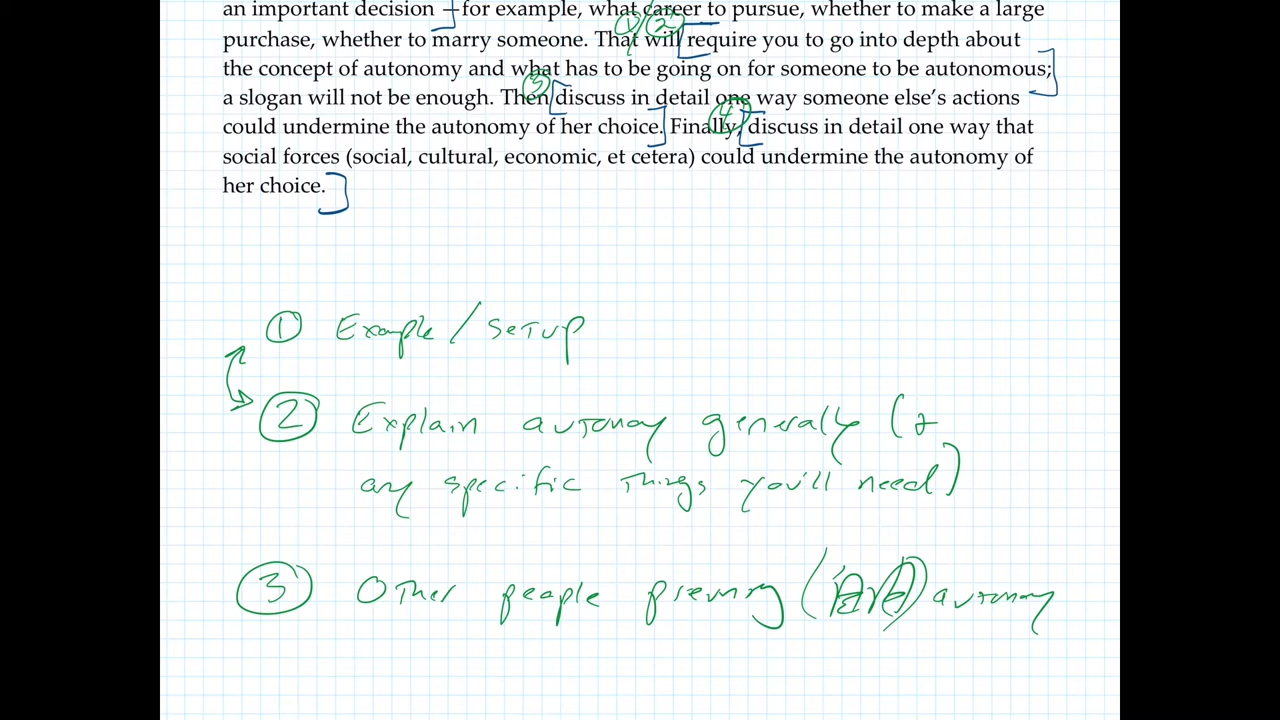 an important decision — for example, what career to pursue, whether to make a large
① ②
purchase, whether to marry someone. That will require you to go into depth about
the concept of autonomy and what has to be going on for someone to be autonomous;
③ ④
a slogan will not be enough. Then discuss in detail one way someone else’s actions
could undermine the autonomy of her choice. Finally, discuss in detail one way that
social forces (social, cultural, economic, et cetera) could undermine the autonomy of
her choice.
① Example / setup
② Explain autonomy generally (+
any specific things you'll need)
③ Other people autonomy